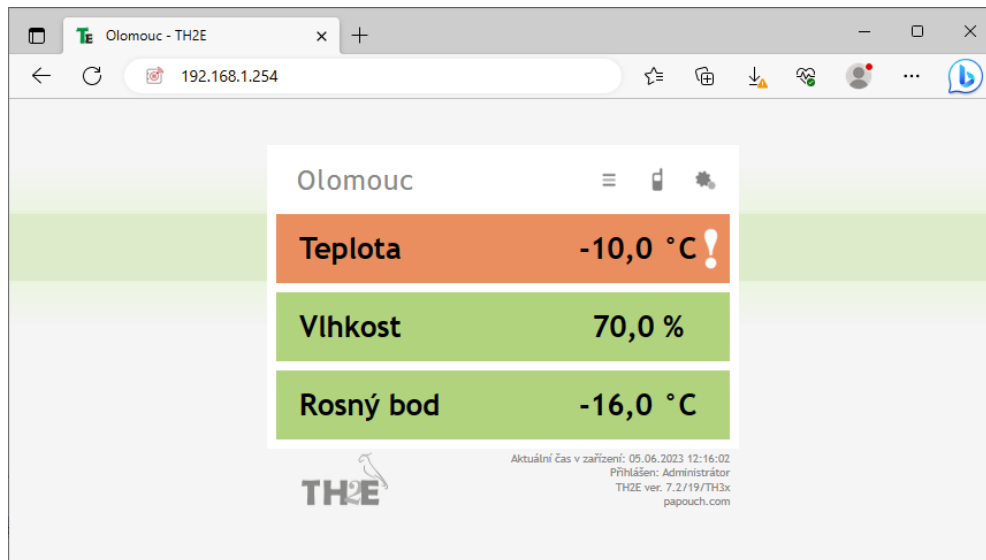 TE Olomouc - TH2E
192.168.1.254
Olomouc
Teplota -10,0 °C !
Vlhkost 70,0 %
Rosný bod -16,0 °C
Aktuální čas v zařízení: 05.06.2023 12:16:02
Přihlášen: Administrátor
TH2E ver. 7.2/19/TH3x
papouch.com
TH2E